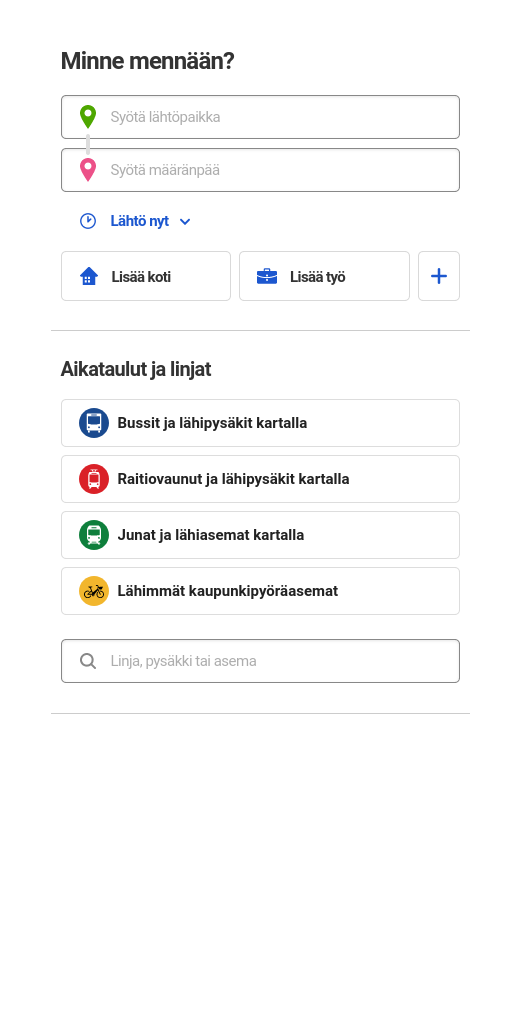 Minne mennään?
Syötä lähtöpaikka
Syötä määränpää
Lähtö nyt
Lisää koti
Lisää työ
Aikataulut ja linjat
Bussit ja lähipysäkit kartalla
Raitiovaunut ja lähipysäkit kartalla
Junat ja lähiasemat kartalla
Lähimmät kaupunkipyöräasemat
Linja, pysäkki tai asema